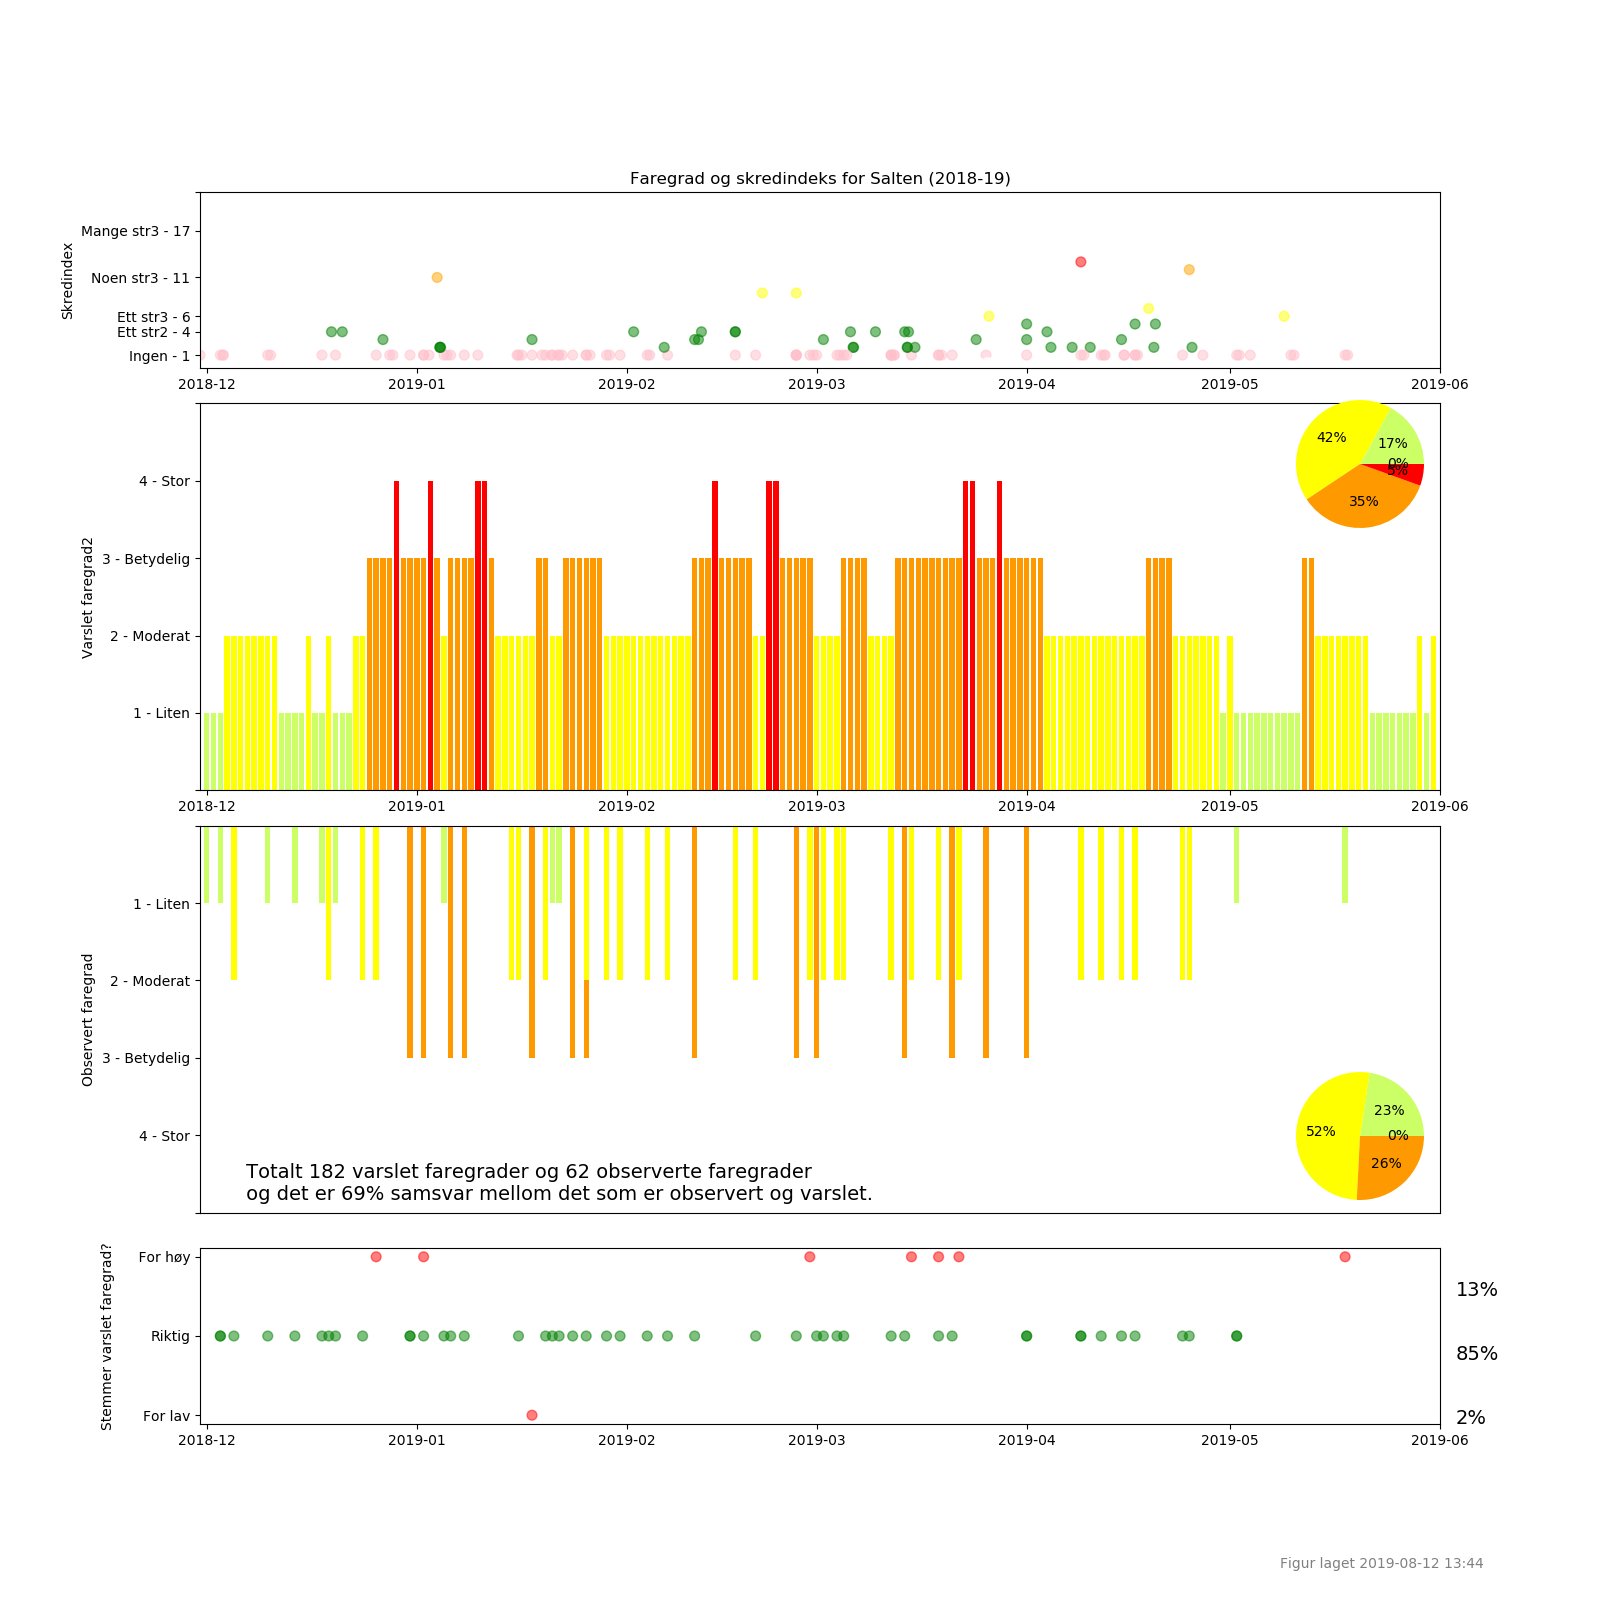 Faregrad og skredindeks for Salten (2018-19)
Skredindex
Mange str3 - 17
Noen str3 - 11
Ett str3 - 6
Ett str2 - 4
Ingen - 1
2018-12 2019-01 2019-02 2019-03 2019-04 2019-05 2019-06
Varslet faregrad2
4 - Stor
3 - Betydelig
2 - Moderat
1 - Liten
42%
17%
0%
5%
35%
2018-12 2019-01 2019-02 2019-03 2019-04 2019-05 2019-06
Observert faregrad
1 - Liten
2 - Moderat
3 - Betydelig
4 - Stor
23%
52%
0%
26%
Totalt 182 varslet faregrader og 62 observerte faregrader
og det er 69% samsvar mellom det som er observert og varslet.
Stemmer varslet faregrad?
For høy
Riktig
For lav
13%
85%
2%
2018-12 2019-01 2019-02 2019-03 2019-04 2019-05 2019-06
Figur laget 2019-08-12 13:44